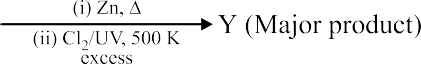 (i) Zn, Δ
Y (Major product)
(ii) Cl₂/UV, 500 K
excess